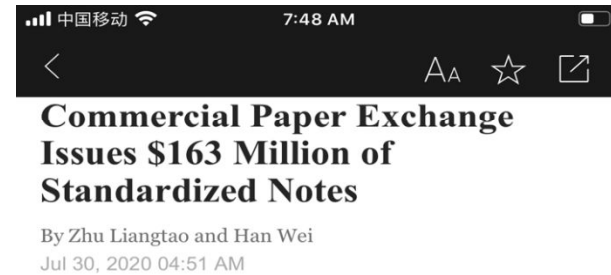 中国移动 7:48 AM
AA
Commercial Paper Exchange
Issues $163 Million of
Standardized Notes
By Zhu Liangtao and Han Wei
Jul 30, 2020 04:51 AM